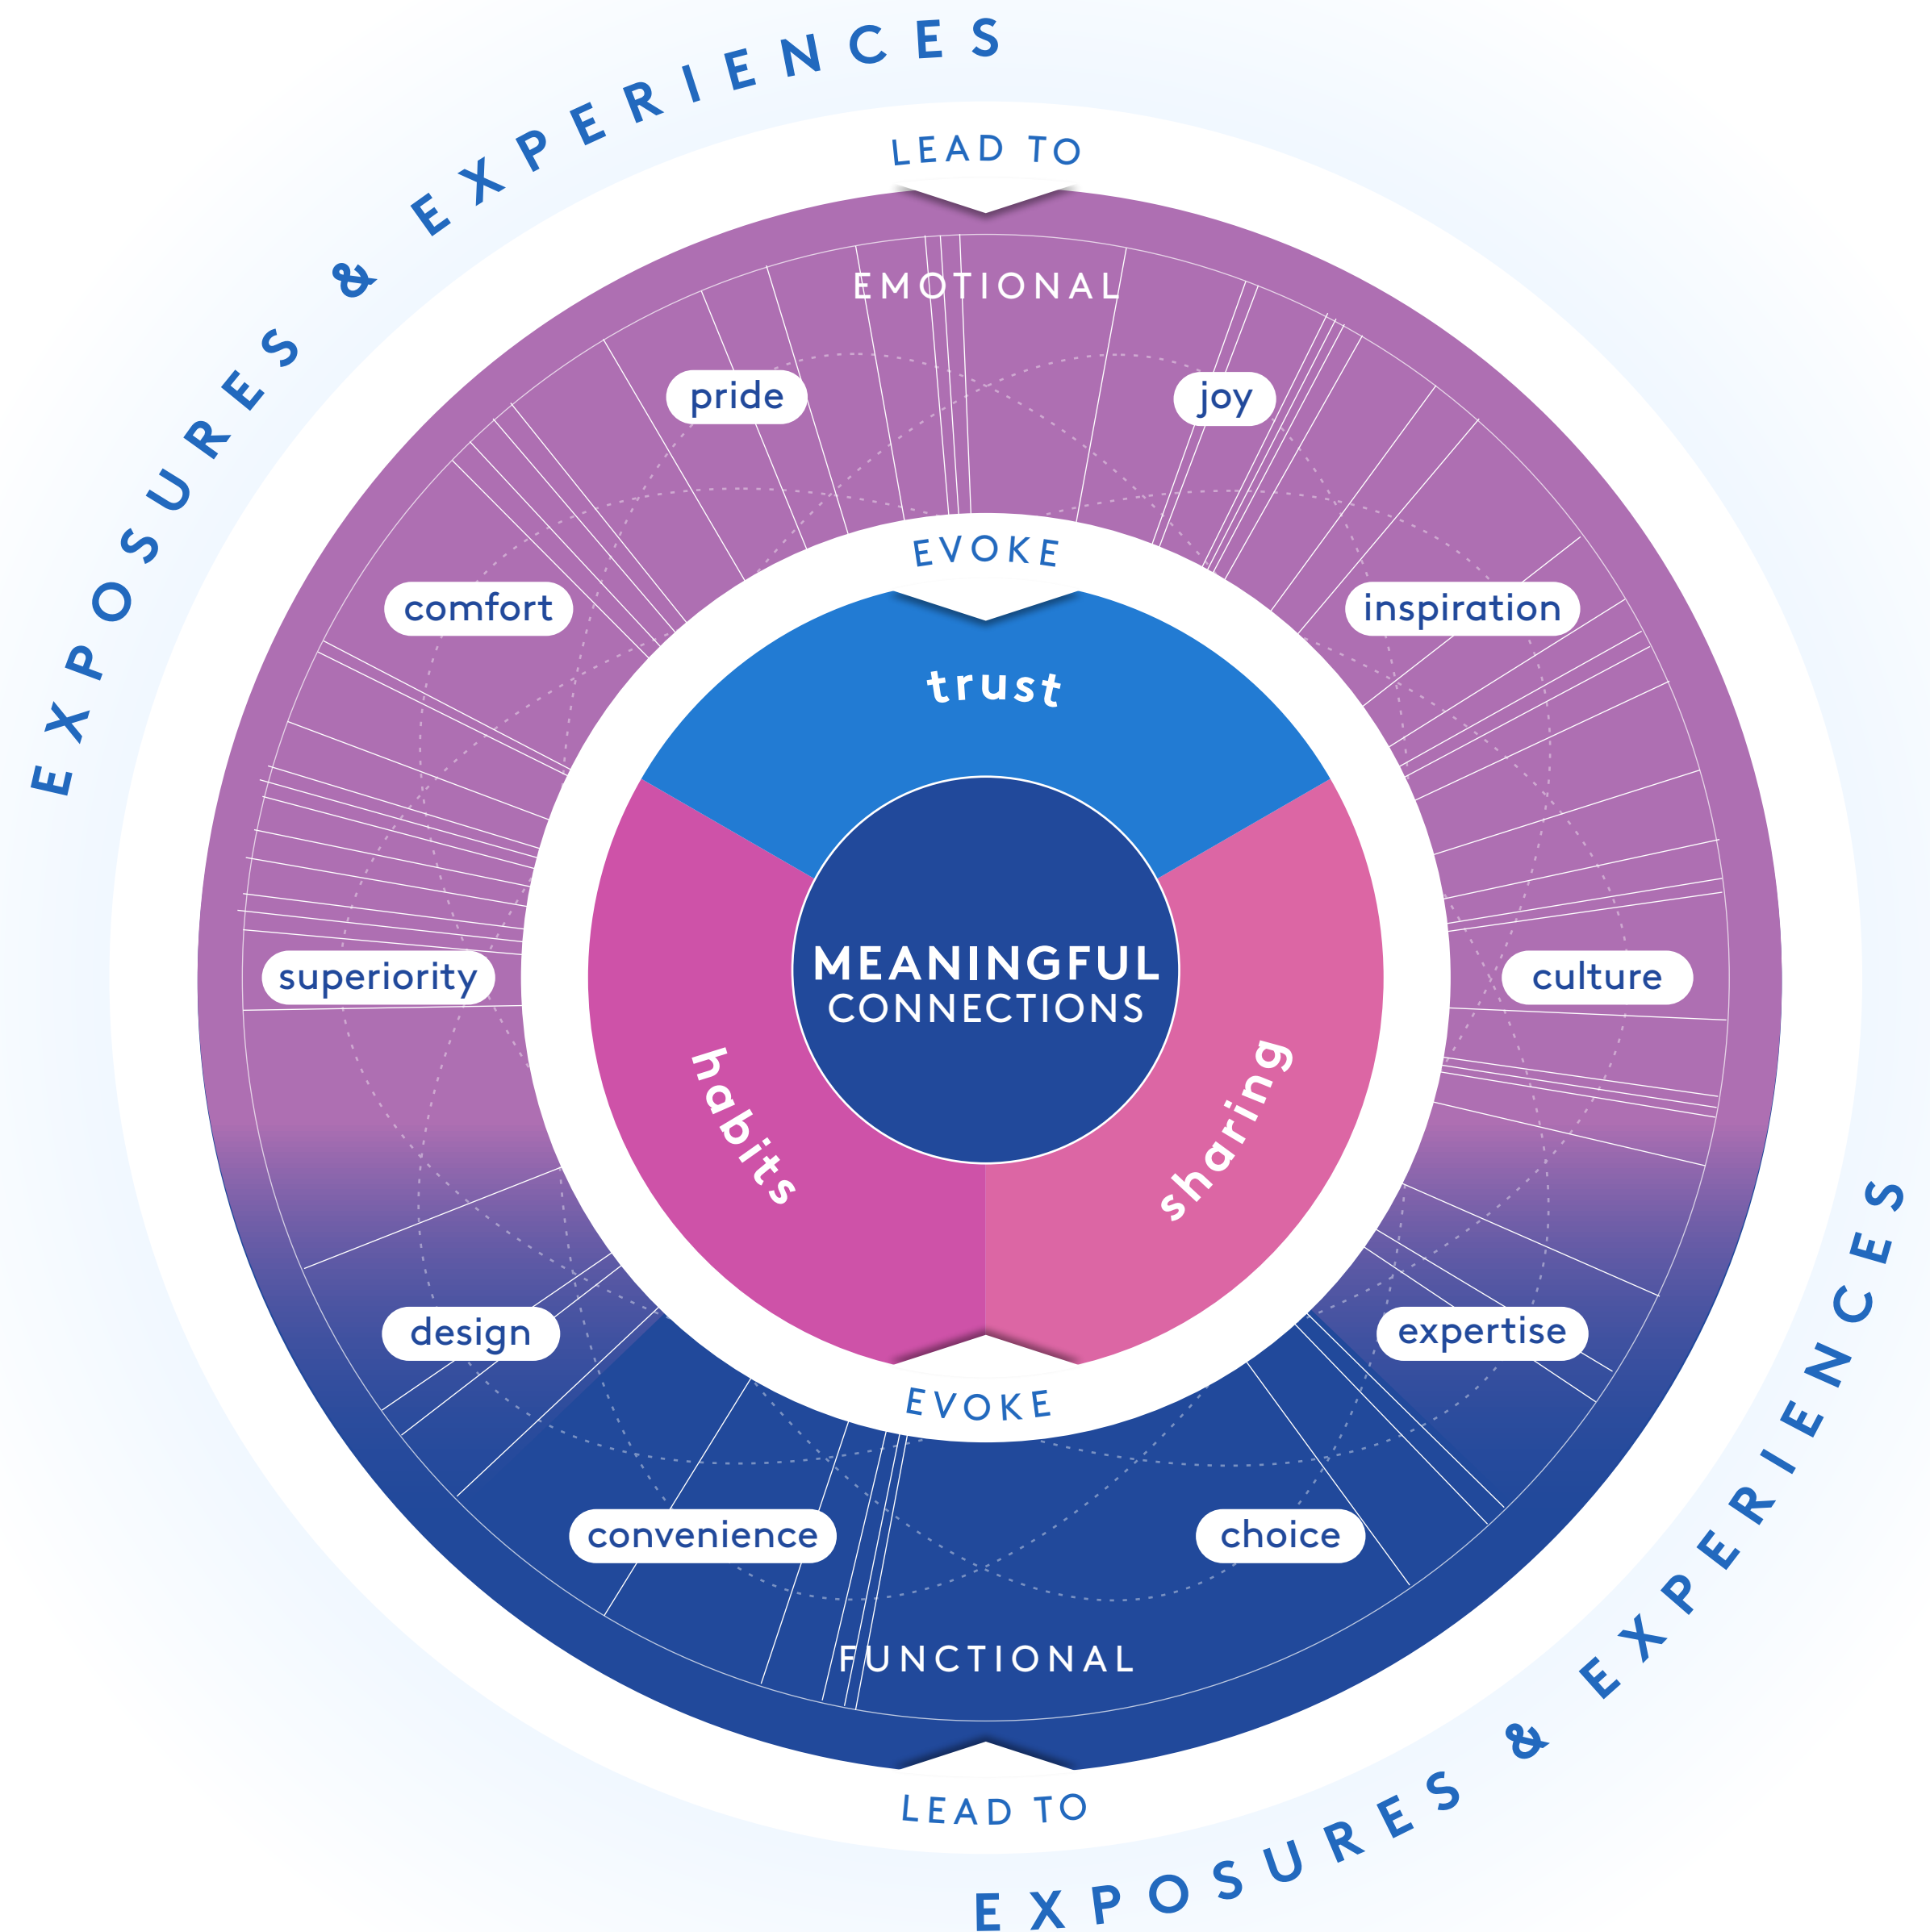 EXPOSURES & EXPERIENCES
LEAD TO
EMOTIONAL
pride
joy
comfort
inspiration
superiority
culture
design
expertise
convenience
choice
EVOKE
trust
MEANINGFUL
CONNECTIONS
habits
sharing
EVOKE
FUNCTIONAL
LEAD TO
EXPOSURES & EXPERIENCES